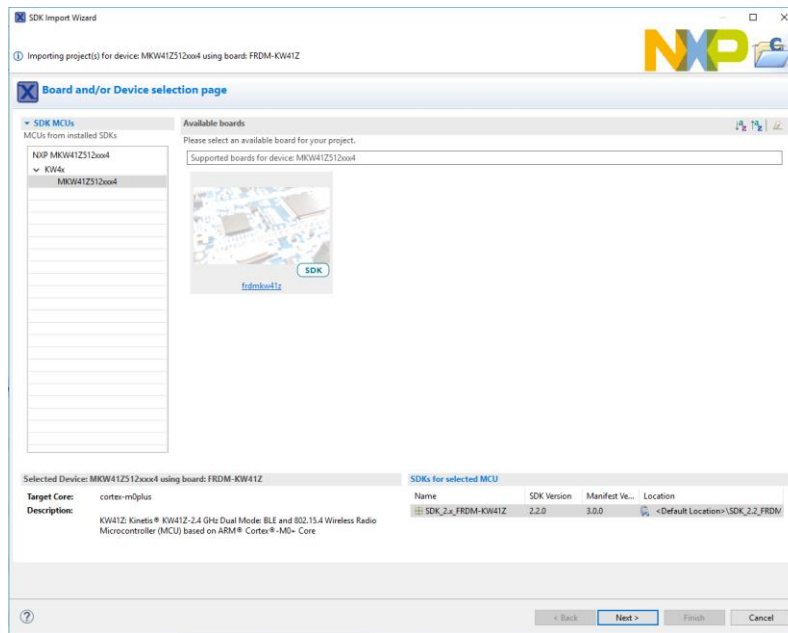 SDK Import Wizard
Importing project(s) for device: MKW41Z512xxx4 using board: FRDM-KW41Z
NXP
Board and/or Device selection page
SDK MCUs
MCUs from installed SDKs
NXP MKW41Z512xxx4
KW4x
MKW41Z512xxx4
Available boards
Please select an available board for your project.
Supported boards for device: MKW41Z512xxx4
SDK
frdmkw41z
Selected Device: MKW41Z512xxx4 using board: FRDM-KW41Z
Target Core: cortex-m0plus
Description:
KW41Z: Kinetis® KW41Z-2.4 GHz Dual Mode: BLE and 802.15.4 Wireless Radio
Microcontroller (MCU) based on ARM® Cortex®-M0+ Core
SDKs for selected MCU
Name SDK Version Manifest Ve... Location
SDK_2.x_FRDM-KW41Z 2.2.0 3.0.0 <Default Location>\SDK_2.2_FRDM
? < Back Next > Finish Cancel